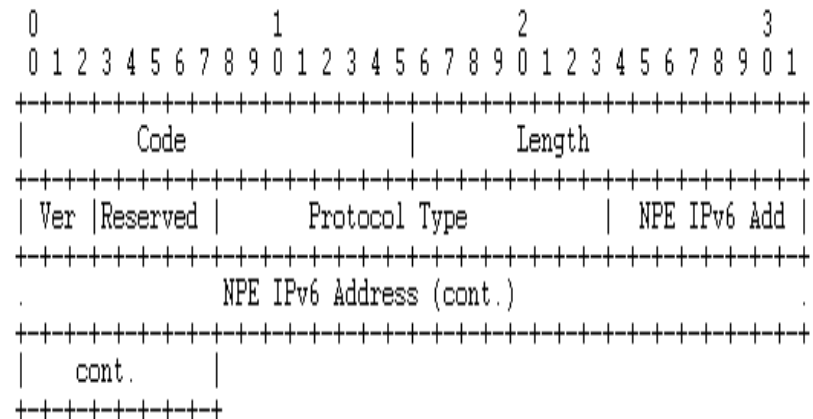 0                   1                   2                   3
0 1 2 3 4 5 6 7 8 9 0 1 2 3 4 5 6 7 8 9 0 1 2 3 4 5 6 7 8 9 0 1
+-+-+-+-+-+-+-+-+-+-+-+-+-+-+-+-+-+-+-+-+-+-+-+-+-+-+-+-+-+-+-+-+
|         Code                  |        Length                 |
+-+-+-+-+-+-+-+-+-+-+-+-+-+-+-+-+-+-+-+-+-+-+-+-+-+-+-+-+-+-+-+-+
| Ver |Reserved |       Protocol Type           |  NPE IPv6 Add |
+-+-+-+-+-+-+-+-+-+-+-+-+-+-+-+-+-+-+-+-+-+-+-+-+-+-+-+-+-+-+-+-+
.                NPE IPv6 Address (cont.)                       .
+-+-+-+-+-+-+-+-+-+-+-+-+-+-+-+-+-+-+-+-+-+-+-+-+-+-+-+-+-+-+-+-+
|    cont.      |
+-+-+-+-+-+-+-+-+